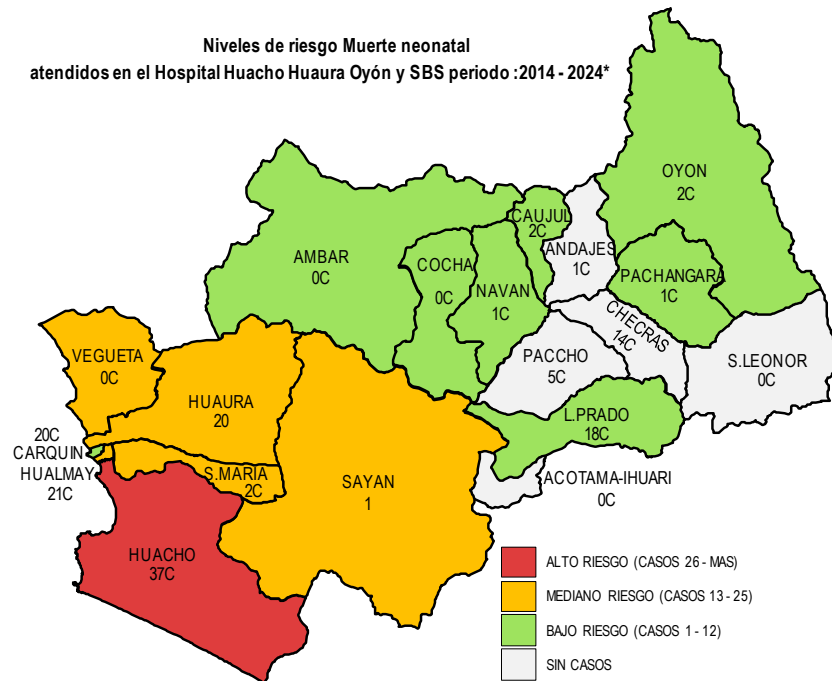 Niveles de riesgo Muerte neonatal
atendidos en el Hospital Huacho Huaura Oyón y SBS periodo :2014 - 2024*
OYON
2C
CAUJUL
2C
ANDAJES
1C
AMBAR
0C
COCHA
0C
NAVAN
1C
PACHANGARA
1C
CHECRAS
14C
VEGUETA
0C
PACCHO
5C
S.LEONOR
0C
HUAURA
20
L.PRADO
18C
20C
CARQUIN
HUALMAY
21C
S.MARIA
2C
SAYAN
1
ACOTAMA-IHUARI
0C
HUACHO
37C
ALTO RIESGO (CASOS 26 - MAS)
MEDIANO RIESGO (CASOS 13 - 25)
BAJO RIESGO (CASOS 1 - 12)
SIN CASOS